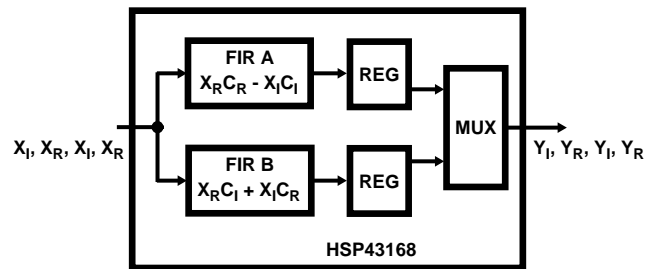 FIR A
XRCR - XICI
REG
MUX
XI, XR, XI, XR
YI, YR, YI, YR
FIR B
XRCI + XICR
REG
HSP43168